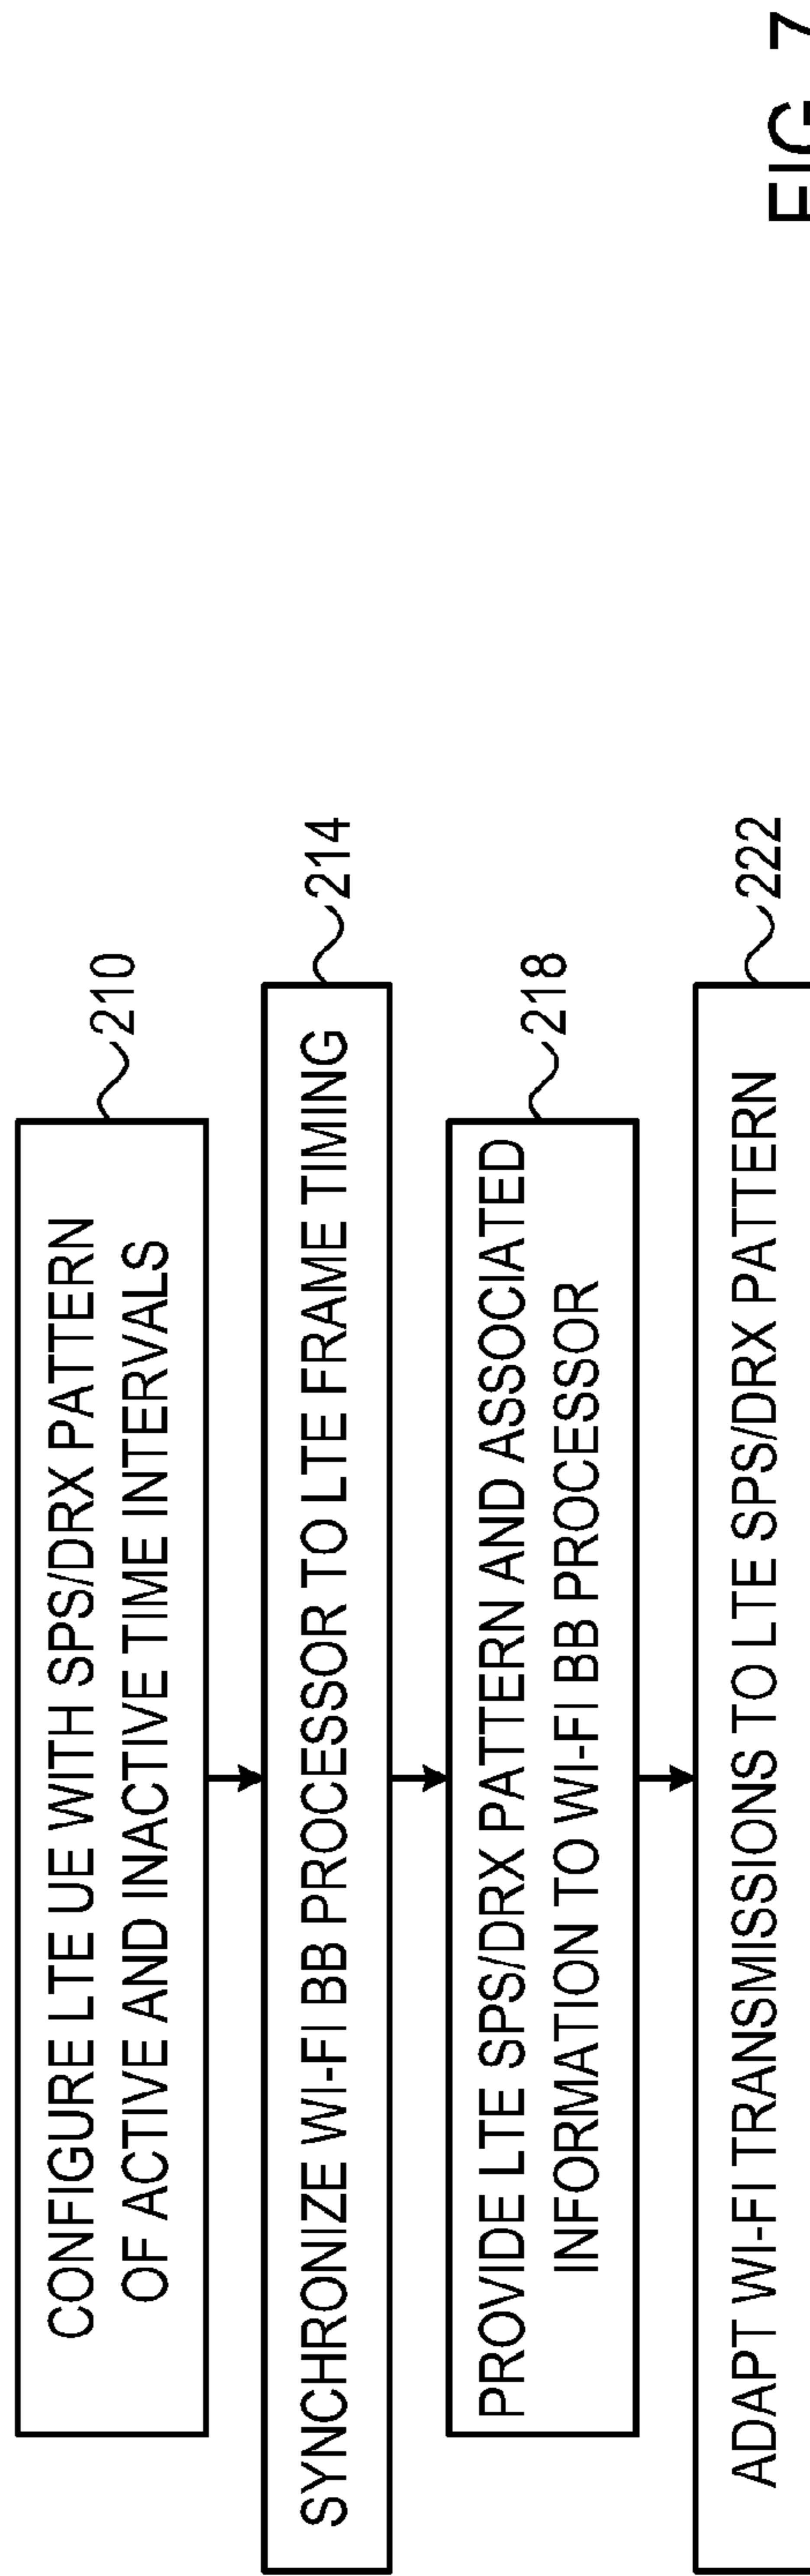 CONFIGURE LTE UE WITH SPS/DRX PATTERN
OF ACTIVE AND INACTIVE TIME INTERVALS
210
SYNCHRONIZE WI-FI BB PROCESSOR TO LTE FRAME TIMING
214
PROVIDE LTE SPS/DRX PATTERN AND ASSOCIATED
INFORMATION TO WI-FI BB PROCESSOR
218
ADAPT WI-FI TRANSMISSIONS TO LTE SPS/DRX PATTERN
222
FIG. 7